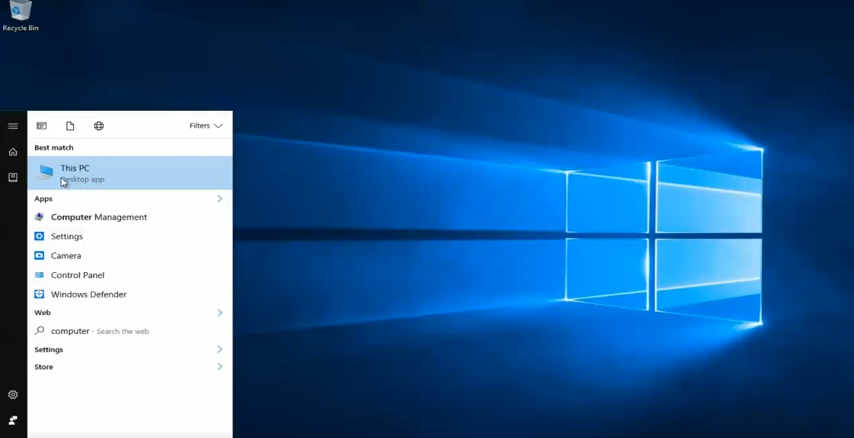 Recycle Bin
Filters
Best match
This PC
Desktop app
Apps
Computer Management
Settings
Camera
Control Panel
Windows Defender
Web
computer - Search the web
Settings
Store